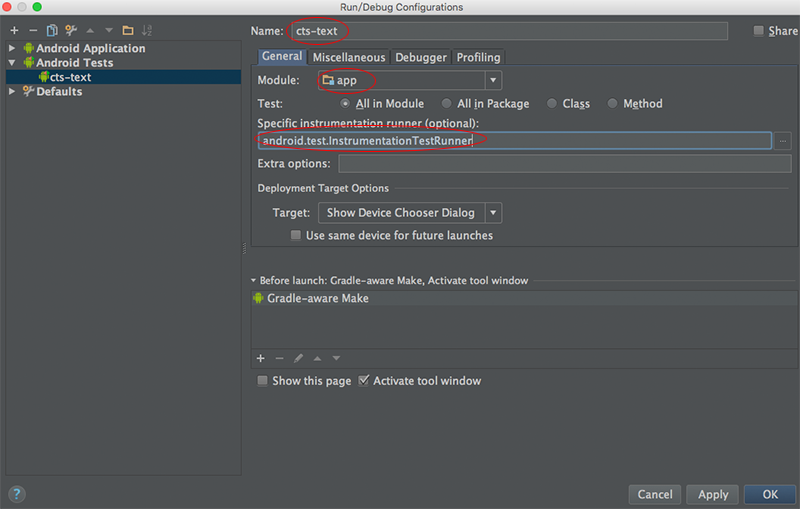 Run/Debug Configurations
Name: cts-text Share
Android Application
Android Tests
cts-text
Defaults
General Miscellaneous Debugger Profiling
Module: app
Test: All in Module All in Package Class Method
Specific instrumentation runner (optional):
android.test.InstrumentationTestRunner ...
Extra options:
Deployment Target Options
Target: Show Device Chooser Dialog
Use same device for future launches
Before launch: Gradle-aware Make, Activate tool window
Gradle-aware Make
Show this page Activate tool window
? Cancel Apply OK